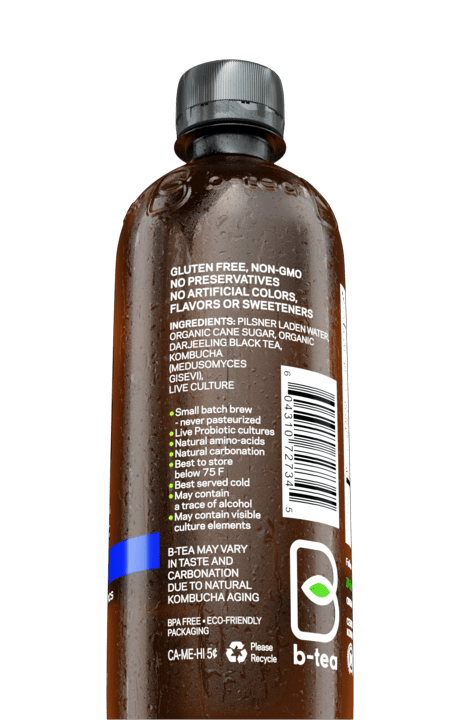 b-tea
GLUTEN FREE, NON-GMO
NO PRESERVATIVES
NO ARTIFICIAL COLORS,
FLAVORS OR SWEETENERS
INGREDIENTS: PILSNER LADEN WATER,
ORGANIC CANE SUGAR, ORGANIC
DARJEELING BLACK TEA,
KOMBUCHA
(MEDUSOMYCES
GISEVI),
LIVE CULTURE
• Small batch brew
- never pasteurized
• Live Probiotic cultures
• Natural amino-acids
• Natural carbonation
• Best to store
below 75 F
• Best served cold
• May contain
a trace of alcohol
• May contain visible
culture elements
B-TEA MAY VARY
IN TASTE AND
CARBONATION
DUE TO NATURAL
KOMBUCHA AGING
BPA FREE • ECO-FRIENDLY
PACKAGING
CA-ME-HI 5¢
Please
Recycle
6 04310 72734 5
b-tea